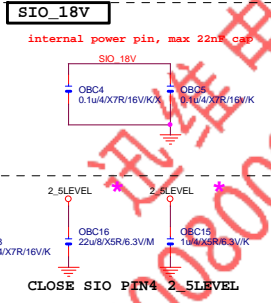 SIO_18V
internal power pin, max 22nF cap
SIO_18V
OBC4
0.1u/4/X7R/16V/K/X
OBC5
0.1u/4/X7R/16V/K
2_5LEVEL * 2_5LEVEL *
OBC16
22u/8/X5R/6.3V/M
OBC15
1u/4/X5R/6.3V/K
/X7R/16V/K
CLOSE SIO PIN4 2_5LEVEL